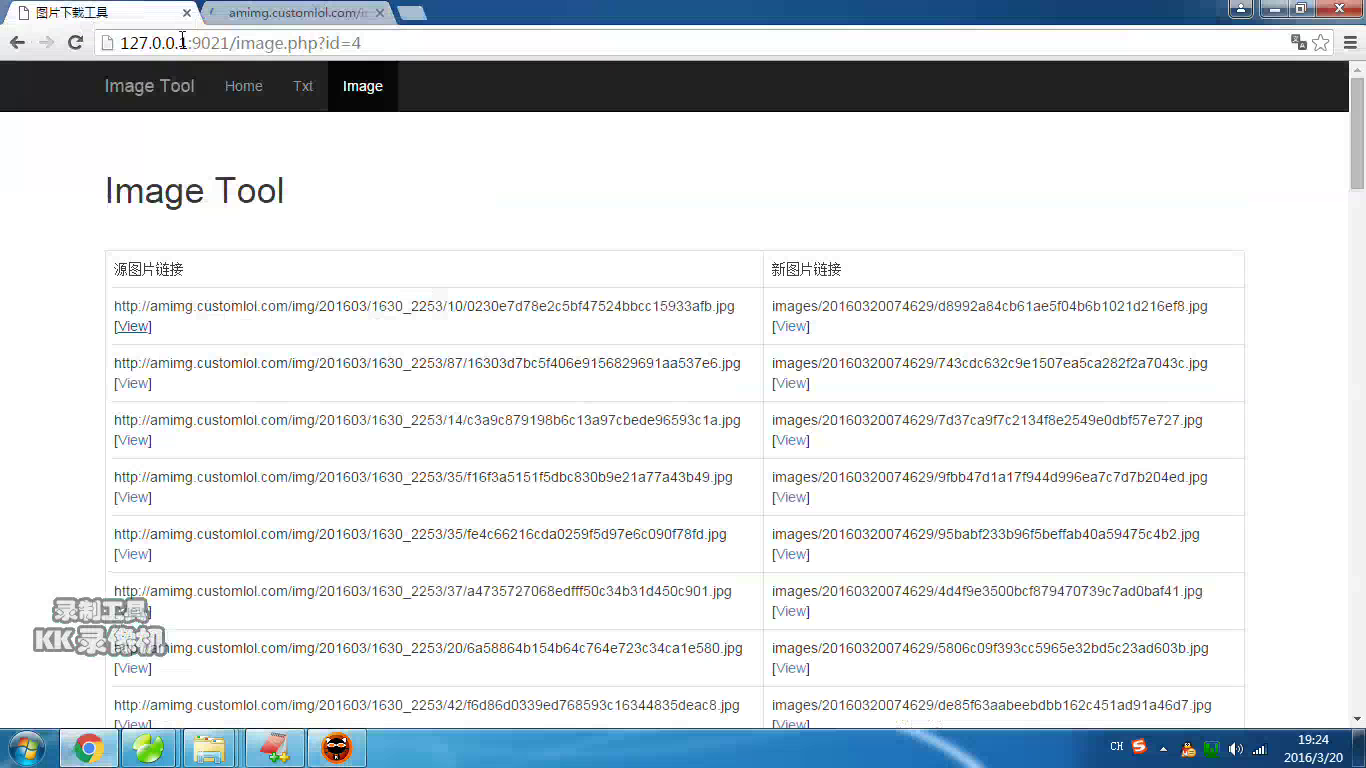 图片下载工具
amimg.customlol.com/i
127.0.0.1:9021/image.php?id=4
Image Tool Home Txt Image
Image Tool
源图片链接 新图片链接
http://amimg.customlol.com/img/201603/1630_2253/10/0230e7d78e2c5bf47524bbcc15933afb.jpg images/20160320074629/d8992a84cb61ae5f04b6b1021d216ef8.jpg
[View] [View]
http://amimg.customlol.com/img/201603/1630_2253/87/16303d7bc5f406e9156829691aa537e6.jpg images/20160320074629/743cdc632c9e1507ea5ca282f2a7043c.jpg
[View] [View]
http://amimg.customlol.com/img/201603/1630_2253/14/c3a9c879198b6c13a97cbede96593c1a.jpg images/20160320074629/7d37ca9f7c2134f8e2549e0dbf57e727.jpg
[View] [View]
http://amimg.customlol.com/img/201603/1630_2253/35/f16f3a5151f5dbc830b9e21a77a43b49.jpg images/20160320074629/9fbb47d1a17f944d996ea7c7d7b204ed.jpg
[View] [View]
http://amimg.customlol.com/img/201603/1630_2253/35/fe4c66216cda0259f5d97e6c090f78fd.jpg images/20160320074629/95babf233b96f5beffab40a59475c4b2.jpg
[View] [View]
http://amimg.customlol.com/img/201603/1630_2253/37/a4735727068edfff50c34b31d450c901.jpg images/20160320074629/4d4f9e3500bcf879470739c7ad0baf41.jpg
[View] [View]
录制工具
KK录像机
http://amimg.customlol.com/img/201603/1630_2253/20/6a58864b154b64c764e723c34ca1e580.jpg images/20160320074629/5806c09f393cc5965e32bd5c23ad603b.jpg
[View] [View]
http://amimg.customlol.com/img/201603/1630_2253/42/f6d86d0339ed768593c16344835deac8.jpg images/20160320074629/de85f63aabeebdbb162c451ad91a46d7.jpg
[View] [View]
CH
19:24
2016/3/20